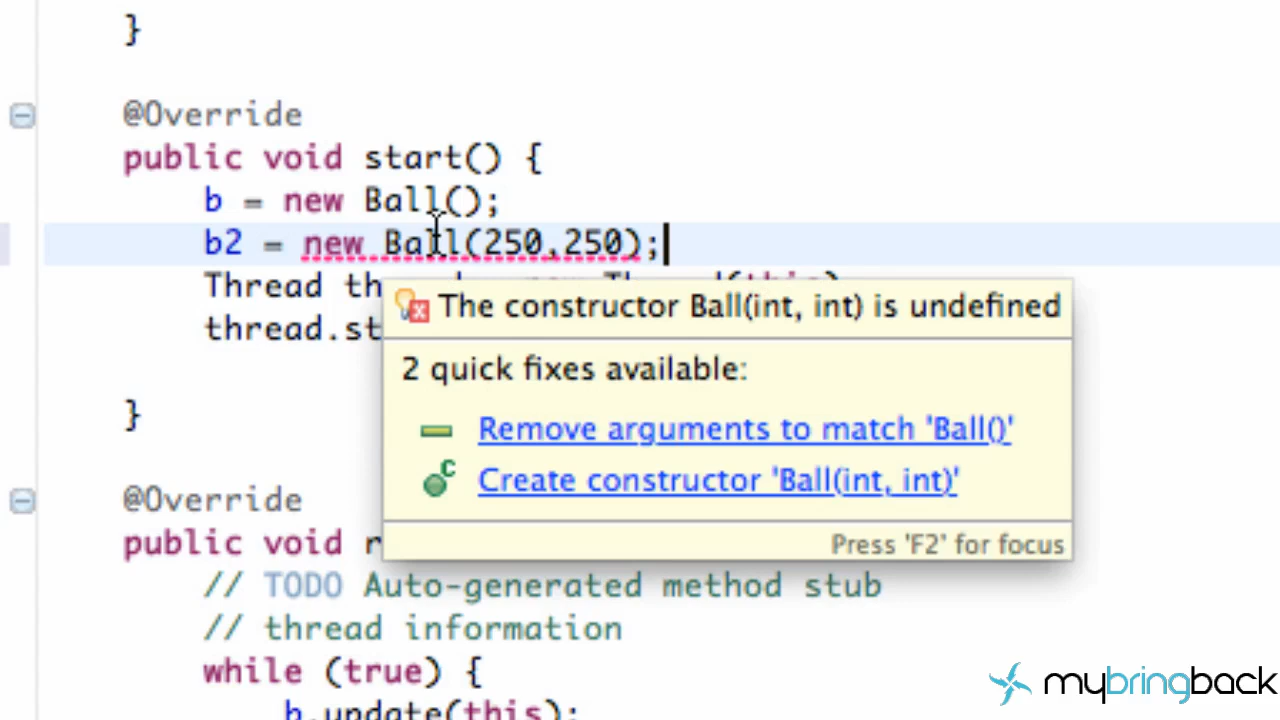 }
@Override
public void start() {
b = new Ball();
b2 = new Ball(250,250);
Thread
thread.st
The constructor Ball(int, int) is undefined
2 quick fixes available:
Remove arguments to match 'Ball()'
Create constructor 'Ball(int, int)'
Press 'F2' for focus
}
@Override
public void r
// TODO Auto-generated method stub
// thread information
while (true) {
b.update(this);
mybringback